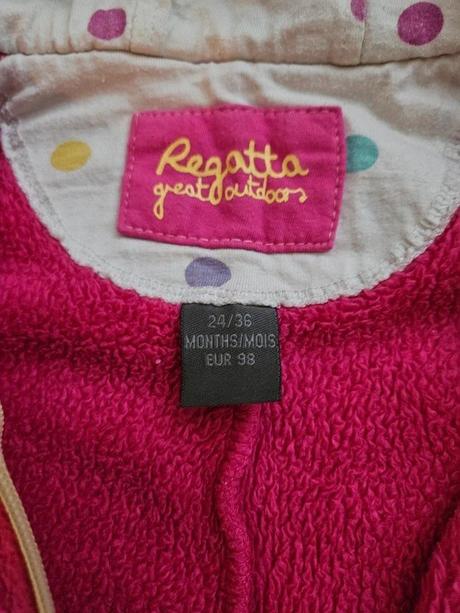 Regatta
great outdoors
24/36
MONTHS/MOIS
EUR 98